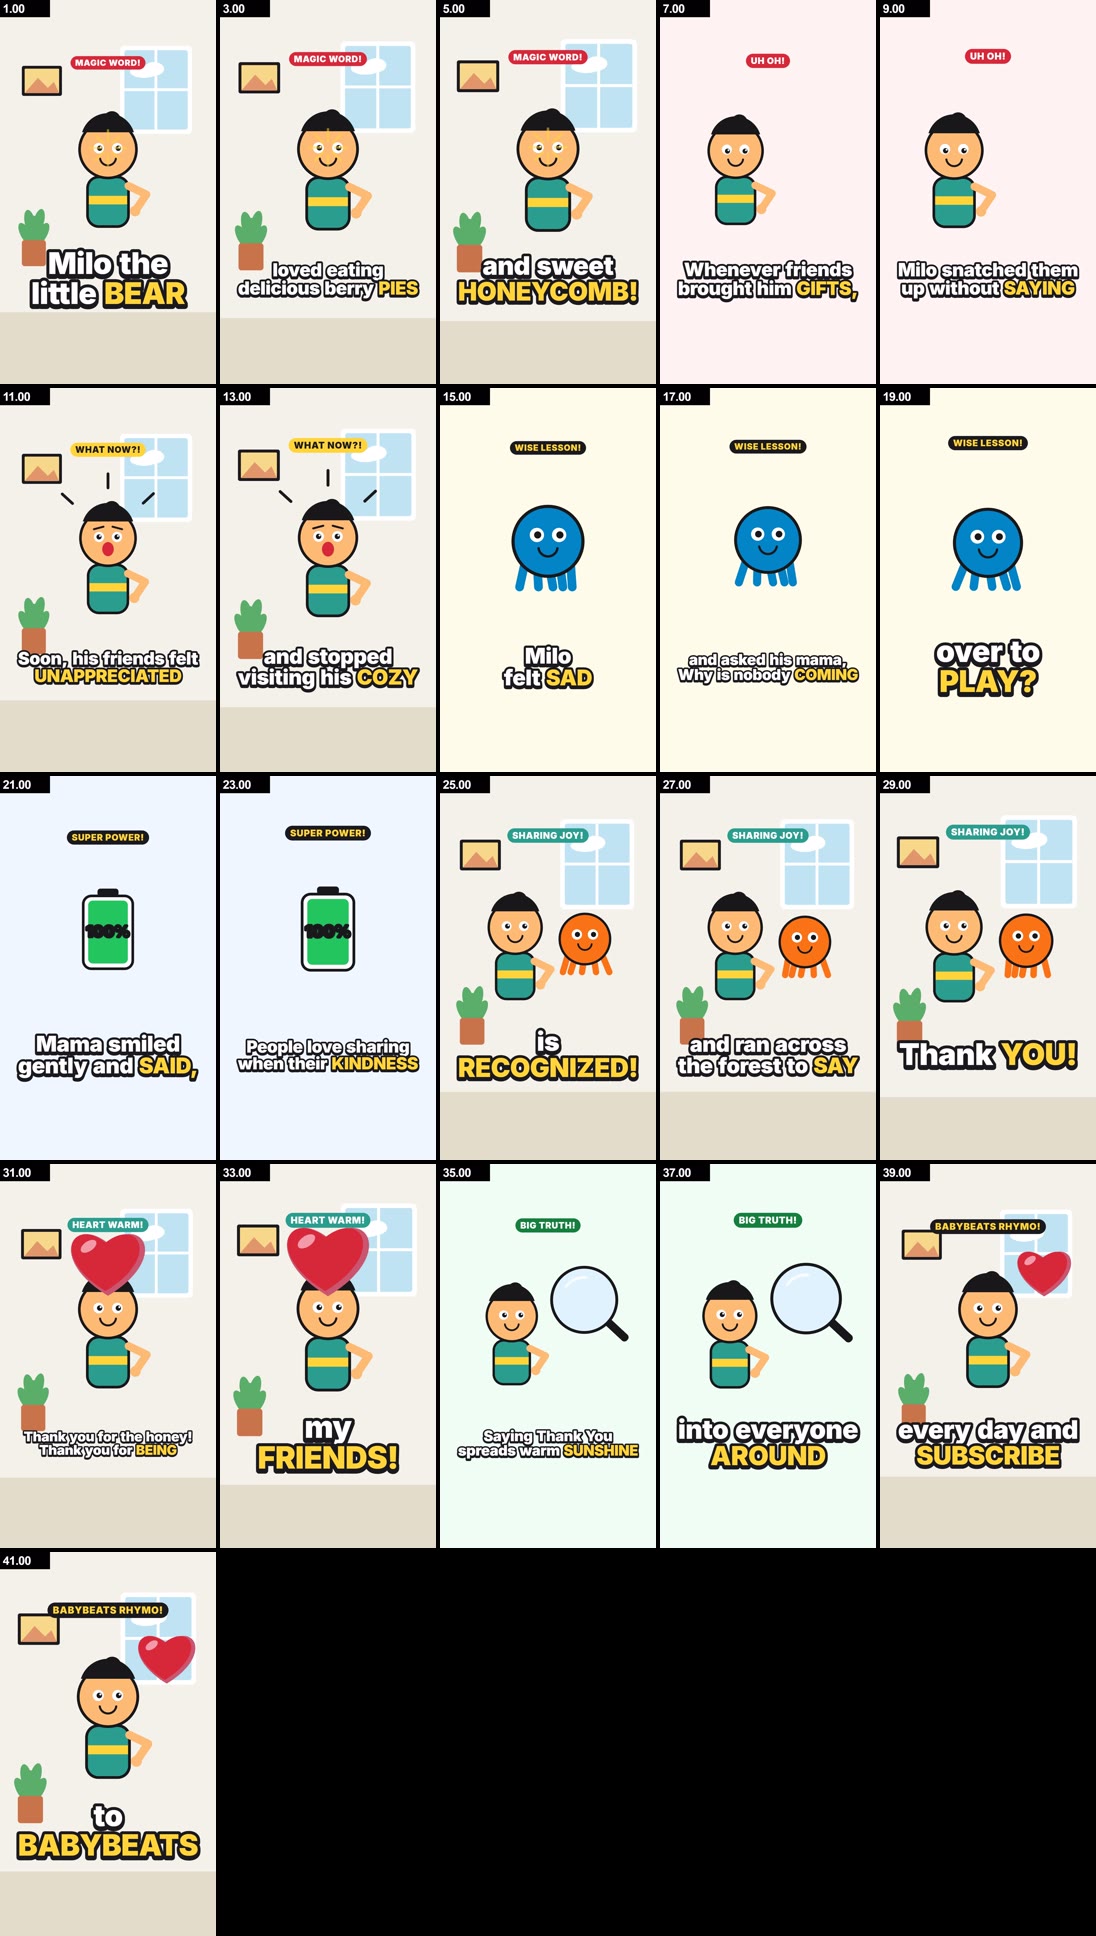 1.00
MAGIC WORD!
Milo the
little BEAR
3.00
MAGIC WORD!
loved eating
delicious berry PIES
5.00
MAGIC WORD!
and sweet
HONEYCOMB!
7.00
UH OH!
Whenever friends
brought him GIFTS,
9.00
UH OH!
Milo snatched them
up without SAYING
11.00
WHAT NOW?!
Soon, his friends felt
UNAPPRECIATED
13.00
WHAT NOW?!
and stopped
visiting his COZY
15.00
WISE LESSON!
Milo
felt SAD
17.00
WISE LESSON!
and asked his mama,
Why is nobody COMING
19.00
WISE LESSON!
over to
PLAY?
21.00
SUPER POWER!
100%
Mama smiled
gently and SAID,
23.00
SUPER POWER!
100%
People love sharing
when their KINDNESS
25.00
SHARING JOY!
is
RECOGNIZED!
27.00
SHARING JOY!
and ran across
the forest to SAY
29.00
SHARING JOY!
Thank YOU!
31.00
HEART WARM!
Thank you for the honey!
Thank you for BEING
33.00
HEART WARM!
my
FRIENDS!
35.00
BIG TRUTH!
Saying Thank You
spreads warm SUNSHINE
37.00
BIG TRUTH!
into everyone
AROUND
39.00
BABYBEATS RHYMO!
every day and
SUBSCRIBE
41.00
BABYBEATS RHYMO!
to
BABYBEATS